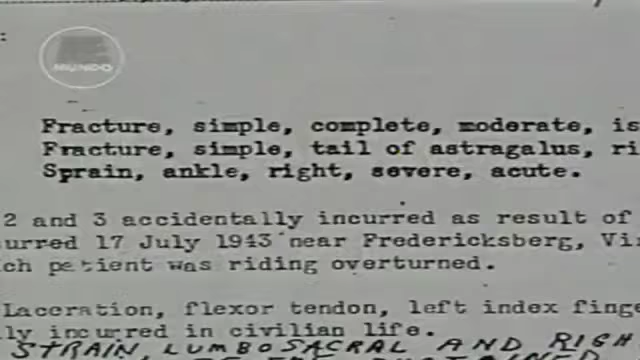 :
MUNDO
Fracture, simple, complete, moderate, is
Fracture, simple, tail of astragalus, ri
Sprain, ankle, right, severe, acute.
2 and 3 accidentally incurred as result of
urred 17 July 1943 near Fredericksberg, Vi
ch patient was riding overturned.
Laceration, flexor tendon, left index finge
ly incurred in civilian life.
STRAIN, LUMBOSACRAL AND RIGH